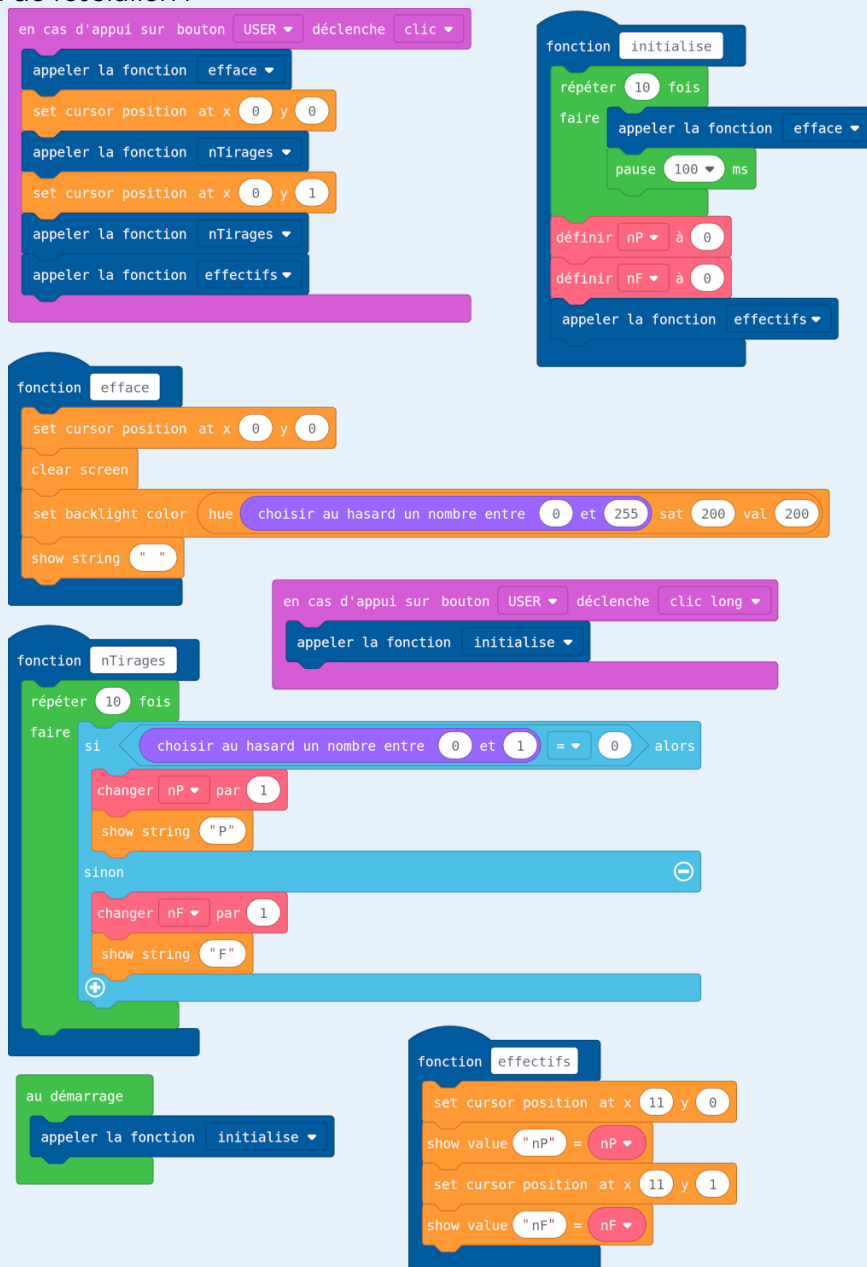 en cas d'appui sur bouton USER déclenche clic
appeler la fonction efface
set cursor position at x 0 y 0
appeler la fonction nTirages
set cursor position at x 0 y 1
appeler la fonction nTirages
appeler la fonction effectifs
fonction initialise
répéter 10 fois
faire
appeler la fonction efface
pause 100 ms
définir nP à 0
définir nF à 0
appeler la fonction effectifs
fonction efface
set cursor position at x 0 y 0
clear screen
set backlight color hue choisir au hasard un nombre entre 0 et 255 sat 200 val 200
show string " "
en cas d'appui sur bouton USER déclenche clic long
appeler la fonction initialise
fonction nTirages
répéter 10 fois
faire
si choisir au hasard un nombre entre 0 et 1 = 0 alors
changer nP par 1
show string "P"
sinon
changer nF par 1
show string "F"
au démarrage
appeler la fonction initialise
fonction effectifs
set cursor position at x 11 y 0
show value "nP" = nP
set cursor position at x 11 y 1
show value "nF" = nF